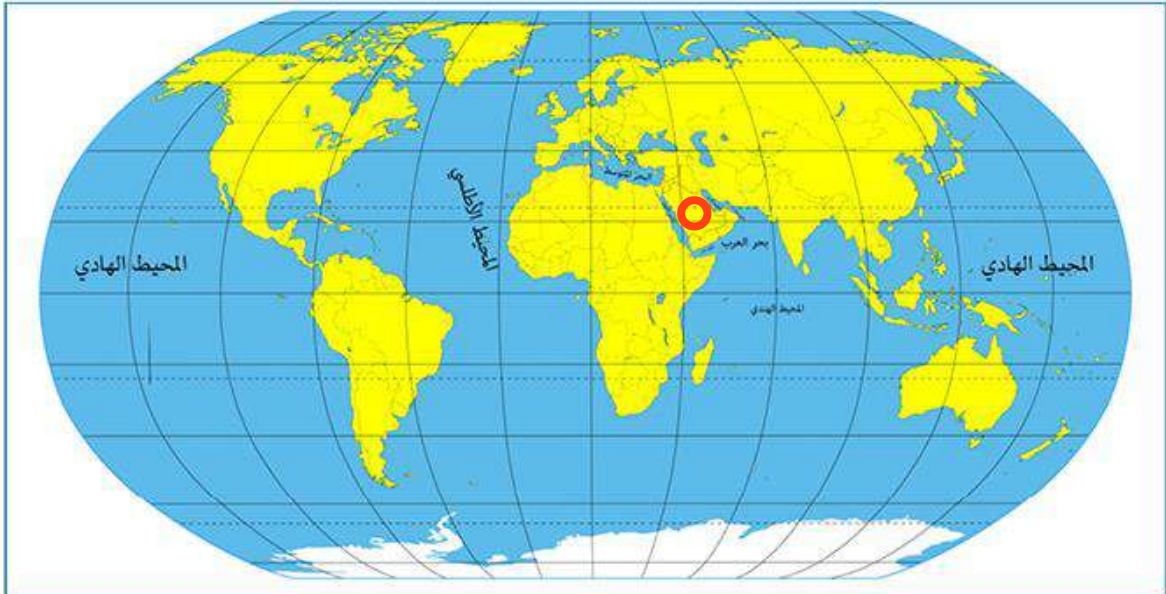 البحر المتوسط
المحيط الأطلسي
بحر العرب
المحيط الهادي
المحيط الهادي
المحيط الهندي